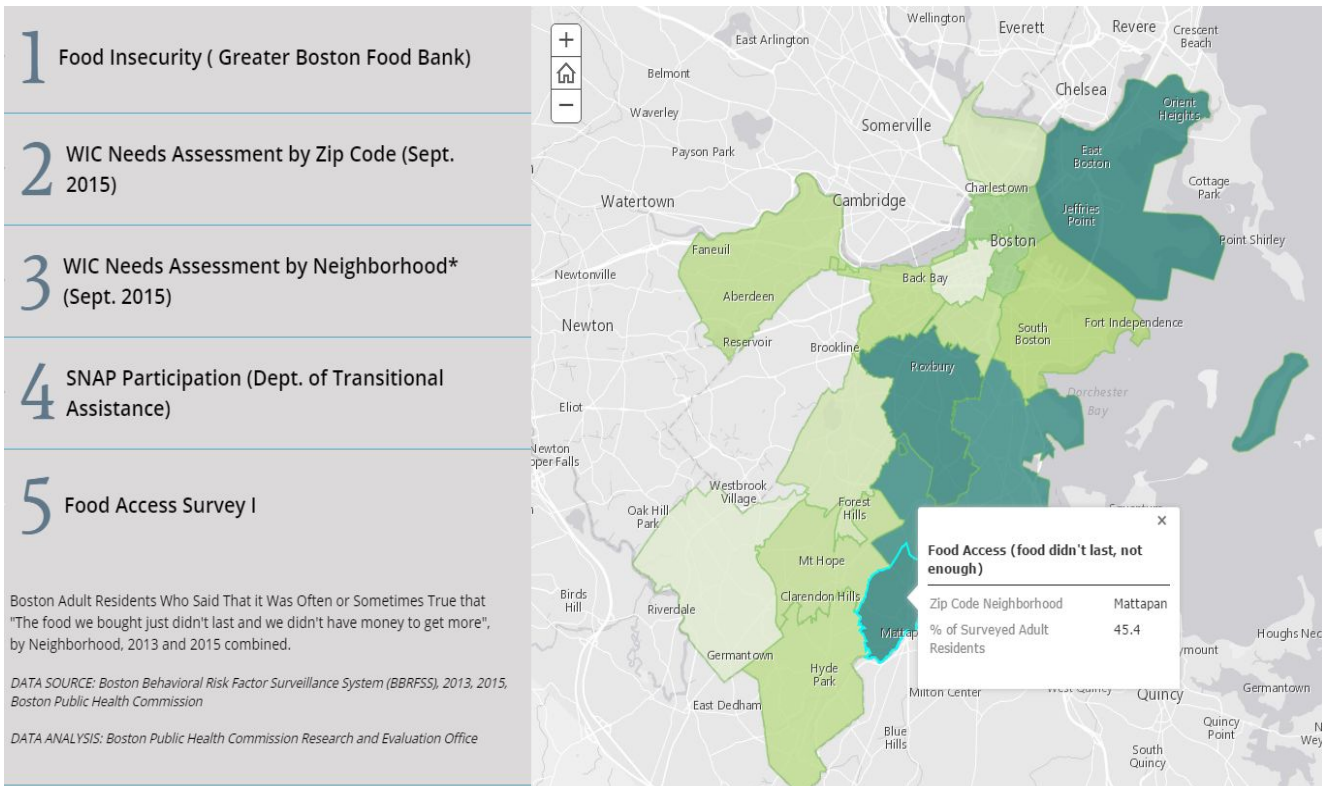 1 Food Insecurity ( Greater Boston Food Bank)
2 WIC Needs Assessment by Zip Code (Sept.
2015)
3 WIC Needs Assessment by Neighborhood*
(Sept. 2015)
4 SNAP Participation (Dept. of Transitional
Assistance)
5 Food Access Survey I
Boston Adult Residents Who Said That it Was Often or Sometimes True that
"The food we bought just didn't last and we didn't have money to get more",
by Neighborhood, 2013 and 2015 combined.
DATA SOURCE: Boston Behavioral Risk Factor Surveillance System (BBRFSS), 2013, 2015,
Boston Public Health Commission
DATA ANALYSIS: Boston Public Health Commission Research and Evaluation Office
+
−
Wellington
Everett
Revere
Crescent
Beach
East Arlington
Belmont
Chelsea
Orient
Heights
Waverley
Somerville
Payson Park
East
Boston
Cottage
Park
Charlestown
Watertown
Cambridge
Jeffries
Point
Faneuil
Boston
Point Shirley
Newtonville
Back Bay
Aberdeen
Newton
South
Boston
Fort Independence
Reservoir
Brookline
Roxbury
Dorchester
Bay
Eliot
Newton
per Falls
Westbrook
Village
Oak Hill
Park
Forest
Hills
Mt Hope
Birds
Hill
Riverdale
Clarendon Hills
Mattap
Germantown
Hyde
Park
East Dedham
Milton Center
×
Food Access (food didn't last, not
enough)
Zip Code Neighborhood Mattapan
% of Surveyed Adult 45.4
Residents
Houghs Nec
ymount
West Quincy
Quincy
Germantown
Blue
Hills
Quincy
Point
N
Wey
South
Quincy